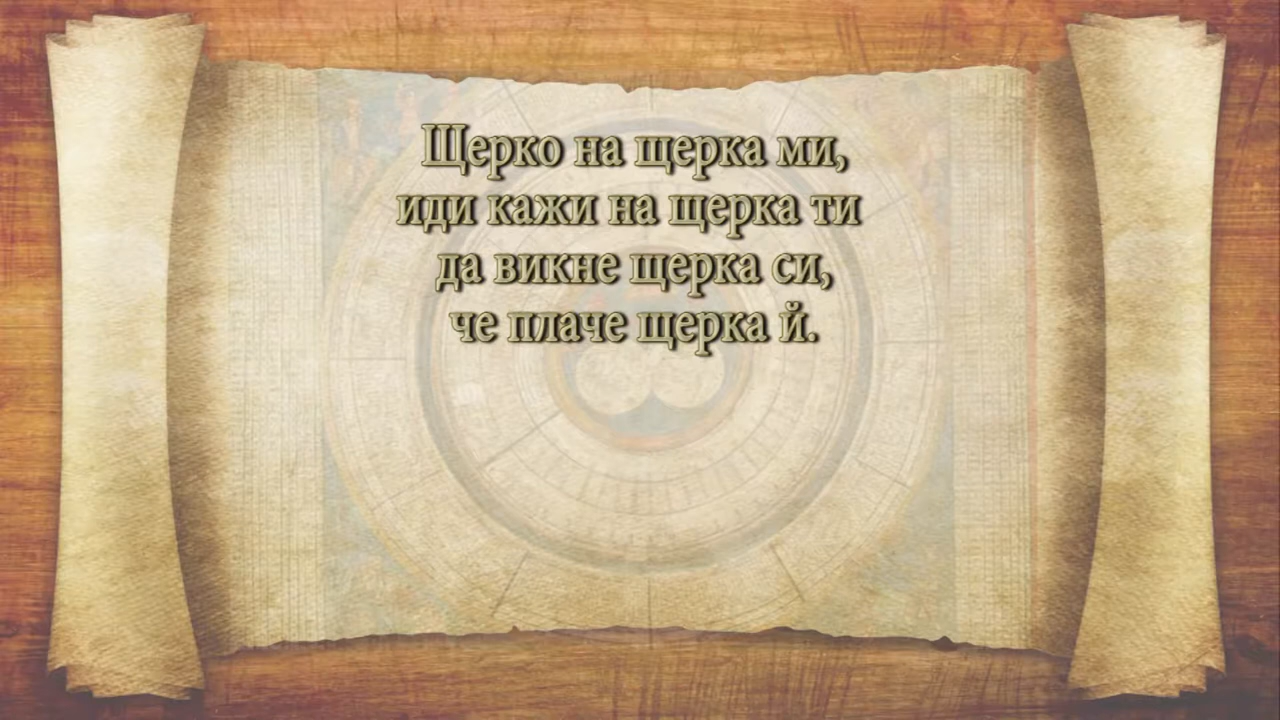 Щерко на щерка ми,
иди кажи на щерка ти
да викне щерка си,
че плаче щерка й.